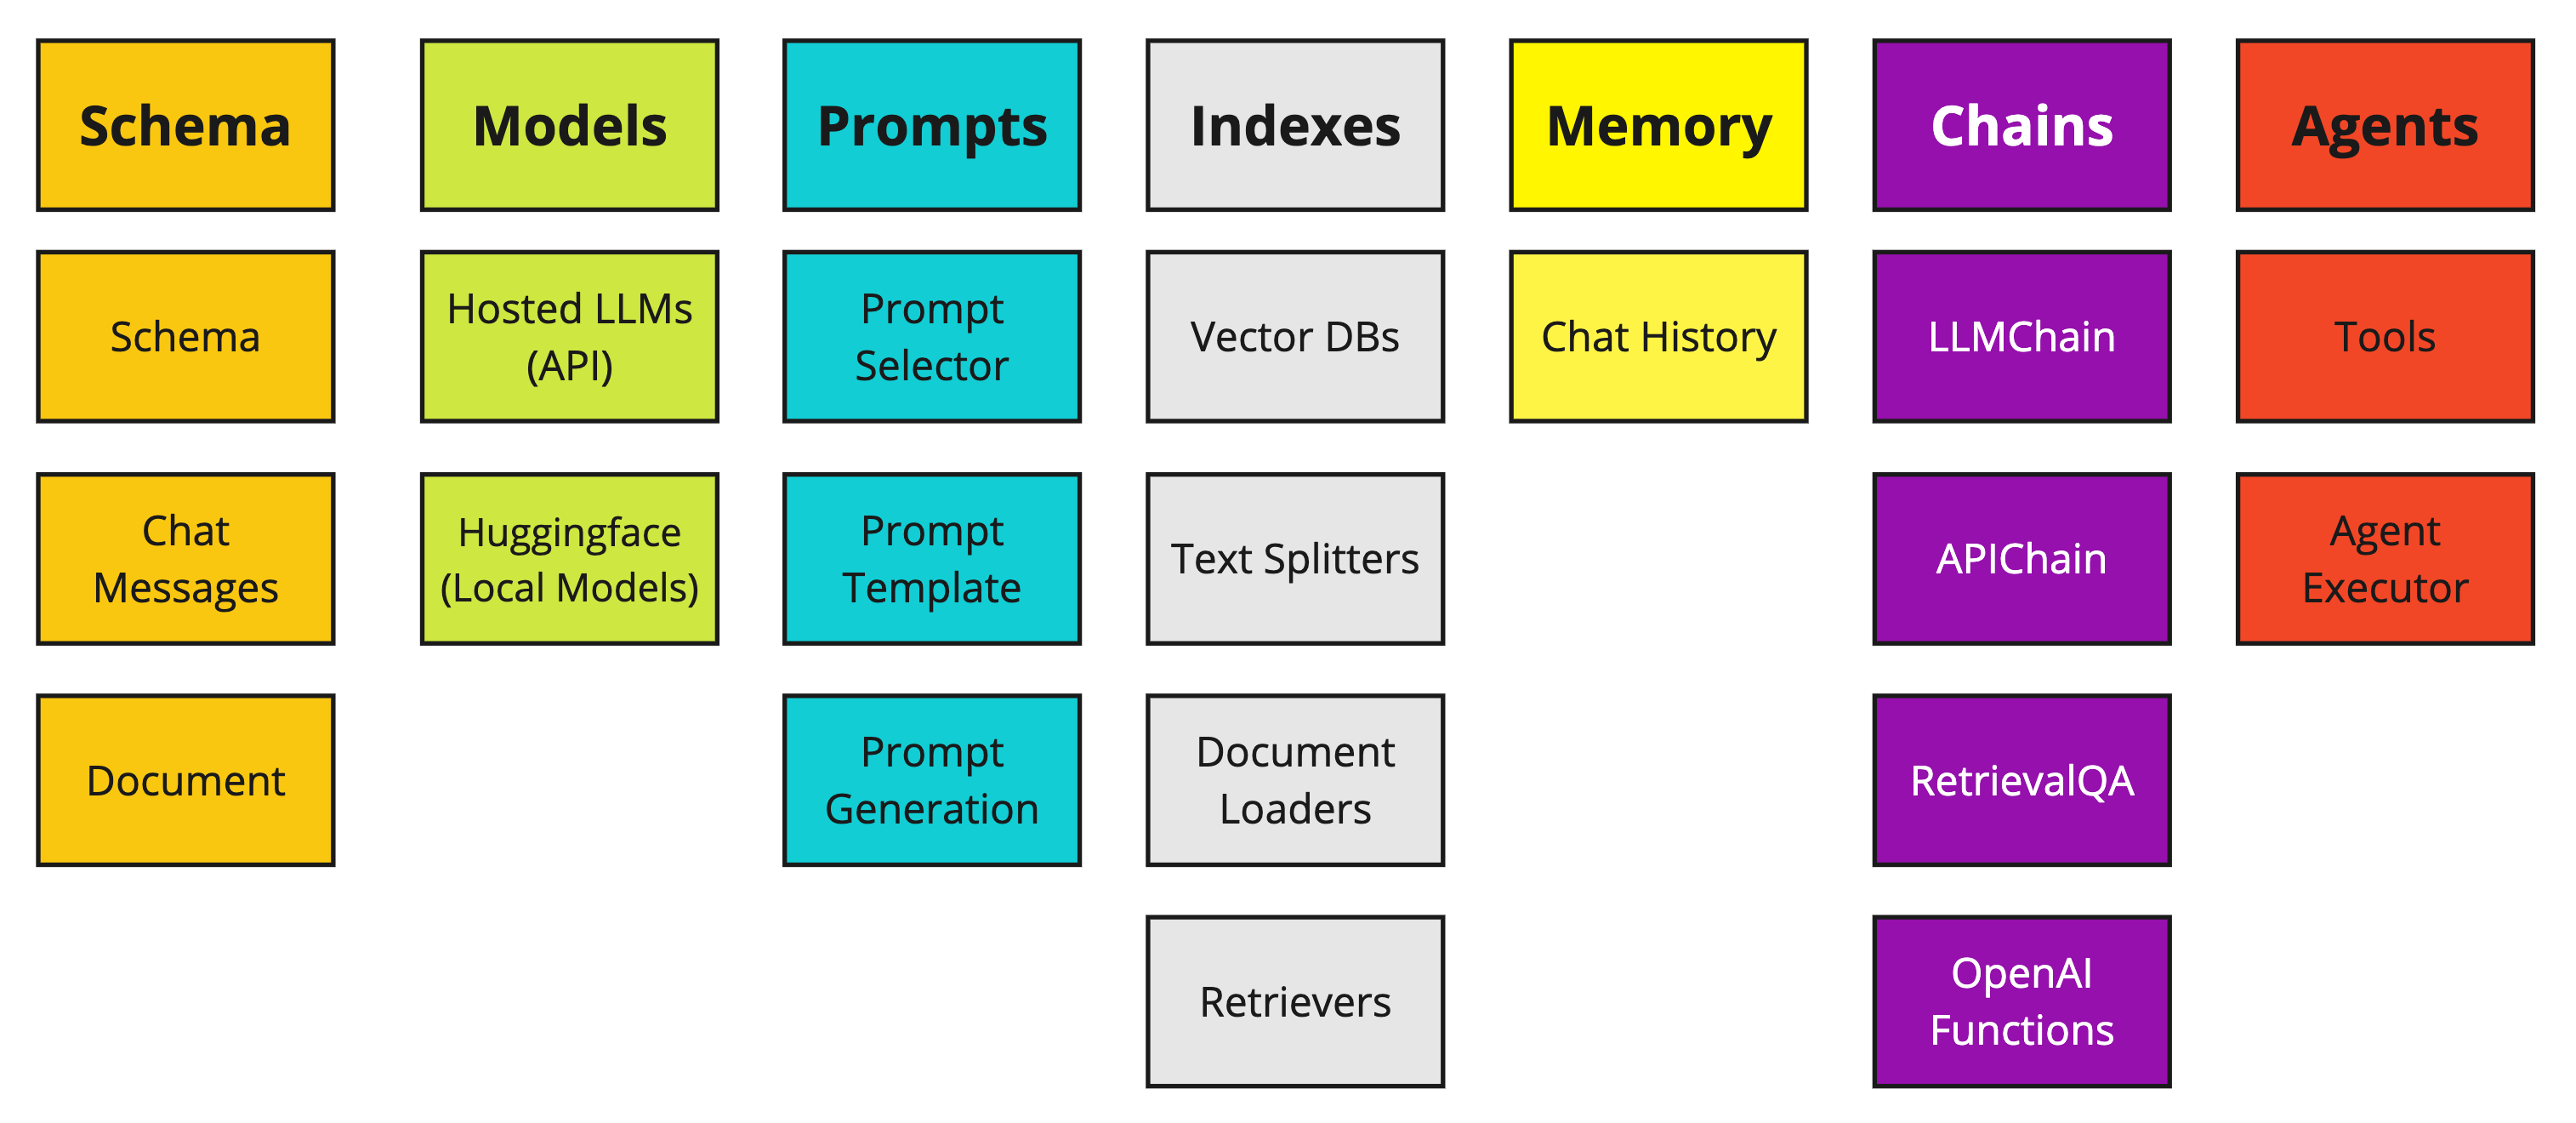 Schema
Models
Prompts
Indexes
Memory
Chains
Agents
Schema
Hosted LLMs
(API)
Prompt
Selector
Vector DBs
Chat History
LLMChain
Tools
Chat
Messages
Huggingface
(Local Models)
Prompt
Template
Text Splitters
APIChain
Agent
Executor
Document
Prompt
Generation
Document
Loaders
RetrievalQA
Retrievers
OpenAI
Functions